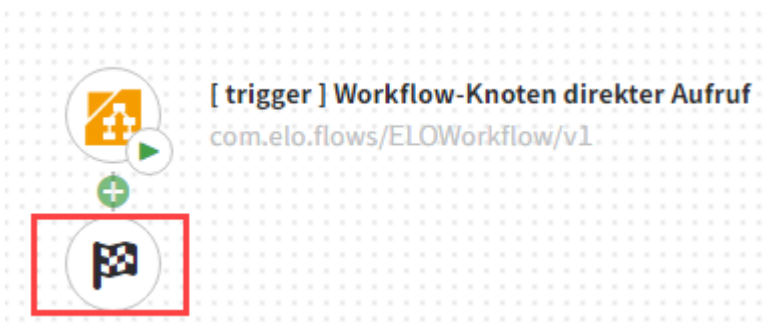 [ trigger ] Workflow-Knoten direkter Aufruf
com.elo.flows/ELOWorkflow/v1